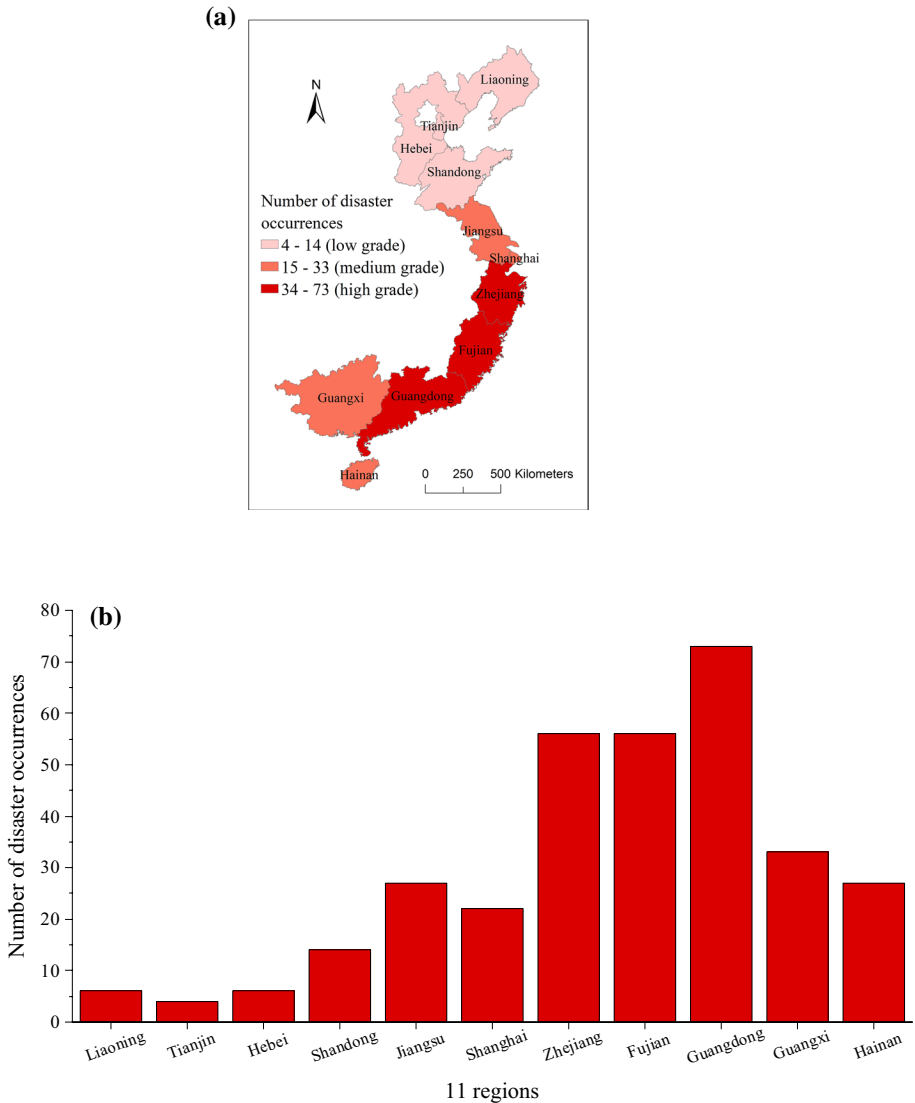 (a)
N
Liaoning
Tianjin
Hebei
Shandong
Number of disaster
occurrences
4 - 14 (low grade)
15 - 33 (medium grade)
34 - 73 (high grade)
Jiangsu
Shanghai
Zhejiang
Fujian
Guangxi
Guangdong
Hainan
0 250 500 Kilometers
(b)
Number of disaster occurrences
80
70
60
50
40
30
20
10
0
Liaoning
Tianjin
Hebei
Shandong
Jiangsu
Shanghai
Zhejiang
Fujian
Guangdong
Guangxi
Hainan
11 regions